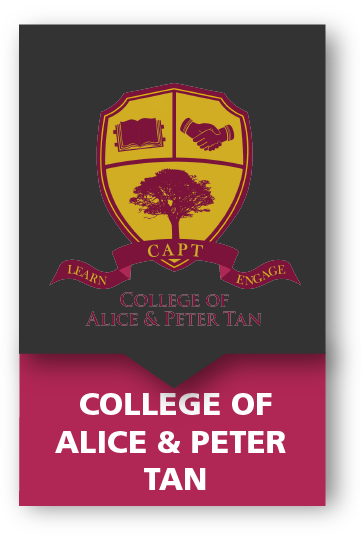 CAPT
LEARN
ENGAGE
COLLEGE OF
ALICE & PETER TAN
COLLEGE OF
ALICE & PETER
TAN